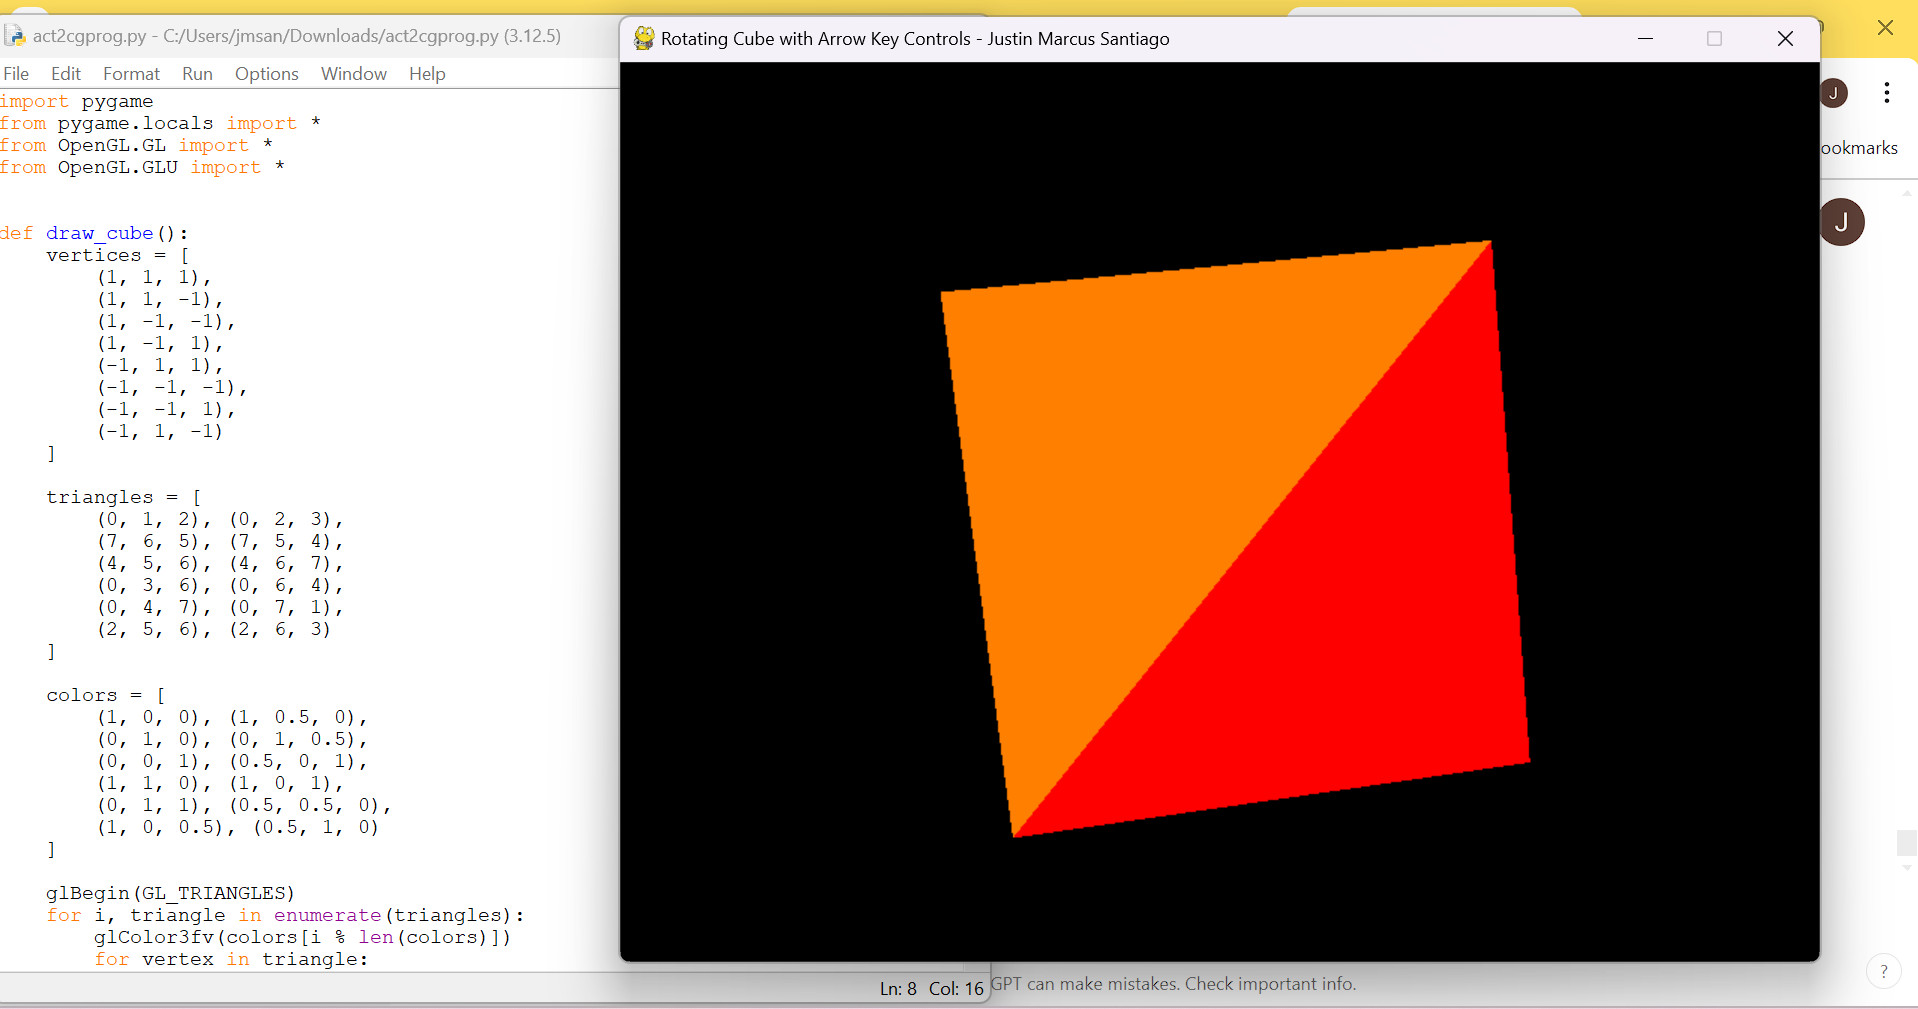 act2cgprog.py - C:/Users/jmsan/Downloads/act2cgprog.py (3.12.5)
File Edit Format Run Options Window Help
import pygame
from pygame.locals import *
from OpenGL.GL import *
from OpenGL.GLU import *
def draw_cube():
    vertices = [
        (1, 1, 1),
        (1, 1, -1),
        (1, -1, -1),
        (1, -1, 1),
        (-1, 1, 1),
        (-1, -1, -1),
        (-1, -1, 1),
        (-1, 1, -1)
    ]
    triangles = [
        (0, 1, 2), (0, 2, 3),
        (7, 6, 5), (7, 5, 4),
        (4, 5, 6), (4, 6, 7),
        (0, 3, 6), (0, 6, 4),
        (0, 4, 7), (0, 7, 1),
        (2, 5, 6), (2, 6, 3)
    ]
    colors = [
        (1, 0, 0), (1, 0.5, 0),
        (0, 1, 0), (0, 1, 0.5),
        (0, 0, 1), (0.5, 0, 1),
        (1, 1, 0), (1, 0, 1),
        (0, 1, 1), (0.5, 0.5, 0),
        (1, 0, 0.5), (0.5, 1, 0)
    ]
    glBegin(GL_TRIANGLES)
    for i, triangle in enumerate(triangles):
        glColor3fv(colors[i % len(colors)])
        for vertex in triangle:
Ln: 8 Col: 16
Rotating Cube with Arrow Key Controls - Justin Marcus Santiago
J
ookmarks
J
GPT can make mistakes. Check important info.
?